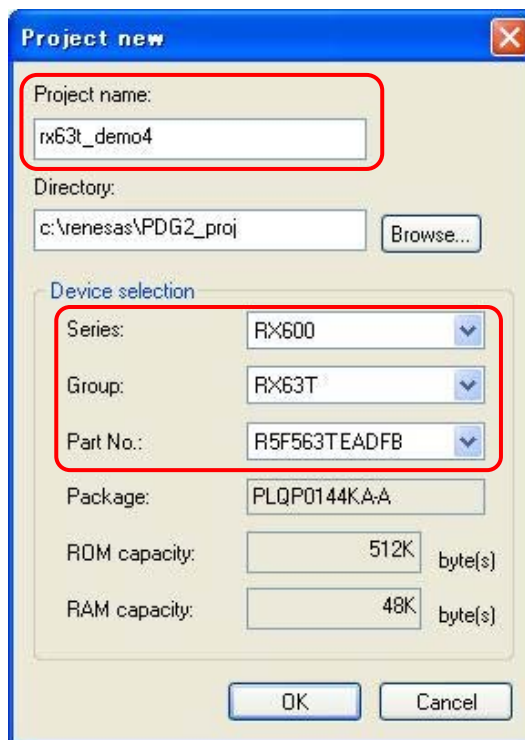 Project new
Project name:
rx63t_demo4
Directory:
c:\renesas\PDG2_proj
Browse...
Device selection
Series: RX600
Group: RX63T
Part No.: R5F563TEADFB
Package: PLQP0144KA-A
ROM capacity: 512K byte(s)
RAM capacity: 48K byte(s)
OK Cancel